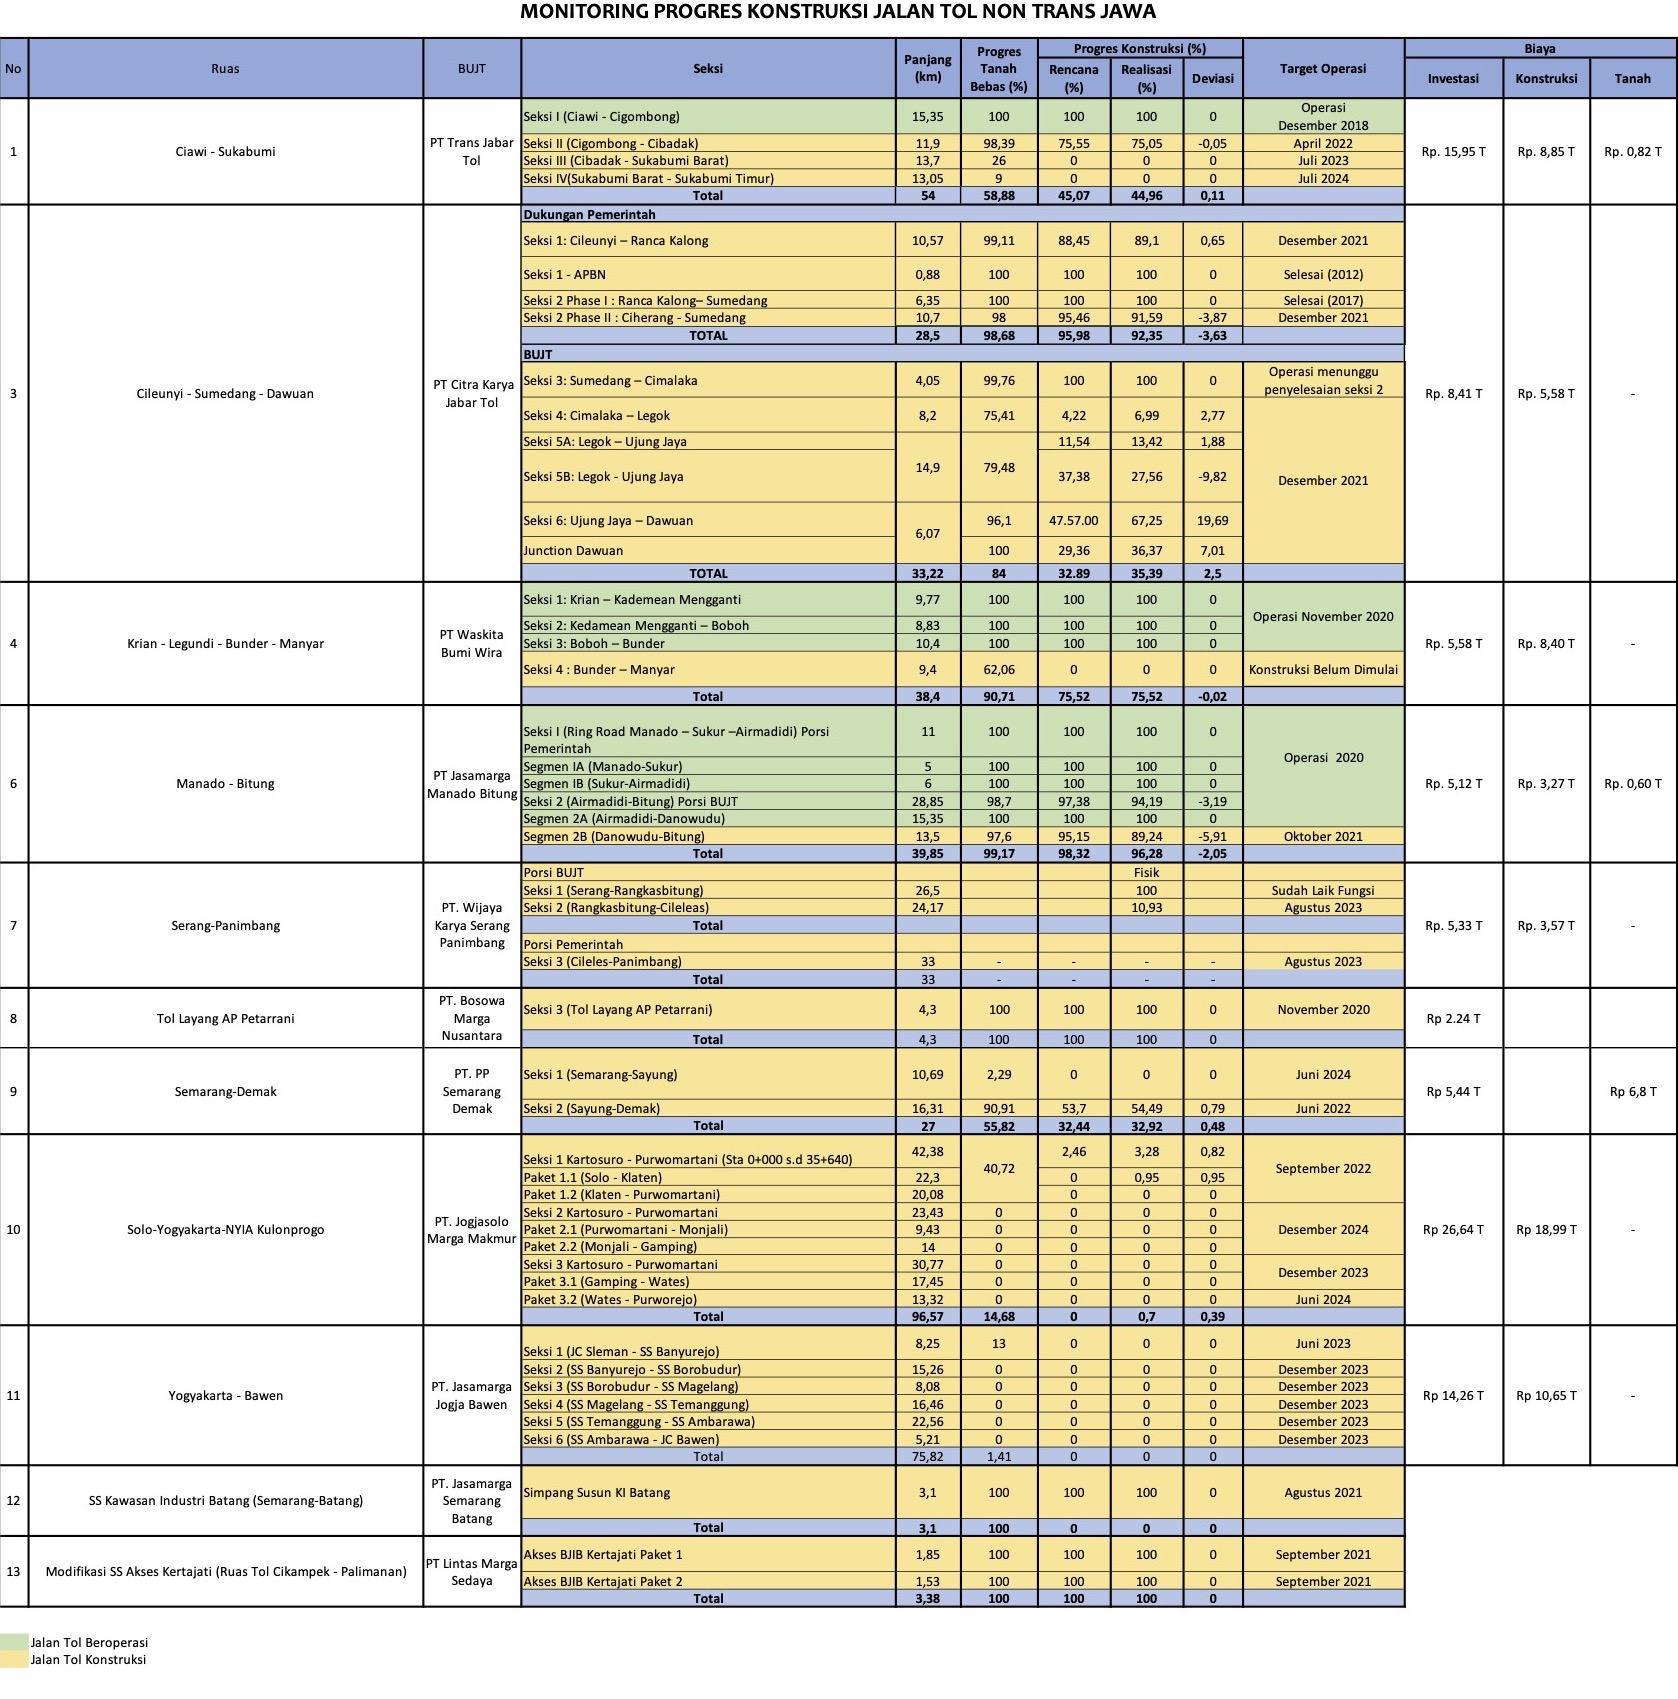 MONITORING PROGRES KONSTRUKSI JALAN TOL NON TRANS JAWA
No Ruas BUJT Seksi Panjang (km) Progres Tanah Bebas (%) Progres Konstruksi (%) Target Operasi Biaya
Rencana (%) Realisasi (%) Deviasi Investasi Konstruksi Tanah
1 Ciawi - Sukabumi PT Trans Jabar Tol Rp. 15,95 T Rp. 8,85 T Rp. 0,82 T
Seksi I (Ciawi - Cigombong) 15,35 100 100 100 0 Operasi Desember 2018
Seksi II (Cigombong - Cibadak) 11,9 98,39 75,55 75,05 -0,05 April 2022
Seksi III (Cibadak - Sukabumi Barat) 13,7 26 0 0 0 Juli 2023
Seksi IV(Sukabumi Barat - Sukabumi Timur) 13,05 9 0 0 0 Juli 2024
Total 54 58,88 45,07 44,96 0,11
3 Cileunyi - Sumedang - Dawuan PT Citra Karya Jabar Tol Rp. 8,41 T Rp. 5,58 T -
Dukungan Pemerintah
Seksi 1: Cileunyi – Ranca Kalong 10,57 99,11 88,45 89,1 0,65 Desember 2021
Seksi 1 - APBN 0,88 100 100 100 0 Selesai (2012)
Seksi 2 Phase I : Ranca Kalong– Sumedang 6,35 100 100 100 0 Selesai (2017)
Seksi 2 Phase II : Ciherang - Sumedang 10,7 98 95,46 91,59 -3,87 Desember 2021
TOTAL 28,5 98,68 95,98 92,35 -3,63
BUJT
Seksi 3: Sumedang – Cimalaka 4,05 99,76 100 100 0 Operasi menunggu penyelesaian seksi 2
Seksi 4: Cimalaka – Legok 8,2 75,41 4,22 6,99 2,77 Desember 2021
Seksi 5A: Legok – Ujung Jaya 14,9 79,48 11,54 13,42 1,88
Seksi 5B: Legok - Ujung Jaya 37,38 27,56 -9,82
Seksi 6: Ujung Jaya – Dawuan 6,07 96,1 47.57.00 67,25 19,69
Junction Dawuan 100 29,36 36,37 7,01
TOTAL 33,22 84 32.89 35,39 2,5
4 Krian - Legundi - Bunder - Manyar PT Waskita Bumi Wira Rp. 5,58 T Rp. 8,40 T -
Seksi 1: Krian – Kademean Mengganti 9,77 100 100 100 0 Operasi November 2020
Seksi 2: Kedamean Mengganti – Boboh 8,83 100 100 100 0
Seksi 3: Boboh – Bunder 10,4 100 100 100 0
Seksi 4 : Bunder – Manyar 9,4 62,06 0 0 0 Konstruksi Belum Dimulai
Total 38,4 90,71 75,52 75,52 -0,02
6 Manado - Bitung PT Jasamarga Manado Bitung Rp. 5,12 T Rp. 3,27 T Rp. 0,60 T
Seksi I (Ring Road Manado – Sukur –Airmadidi) Porsi Pemerintah 11 100 100 100 0 Operasi 2020
Segmen IA (Manado-Sukur) 5 100 100 100 0
Segmen IB (Sukur-Airmadidi) 6 100 100 100 0
Seksi 2 (Airmadidi-Bitung) Porsi BUJT 28,85 98,7 97,38 94,19 -3,19
Segmen 2A (Airmadidi-Danowudu) 15,35 100 100 100 0
Segmen 2B (Danowudu-Bitung) 13,5 97,6 95,15 89,24 -5,91 Oktober 2021
Total 39,85 99,17 98,32 96,28 -2,05
7 Serang-Panimbang PT. Wijaya Karya Serang Panimbang Rp. 5,33 T Rp. 3,57 T -
Porsi BUJT Fisik
Seksi 1 (Serang-Rangkasbitung) 26,5 100 Sudah Laik Fungsi
Seksi 2 (Rangkasbitung-Cileleas) 24,17 10,93 Agustus 2023
Total
Porsi Pemerintah
Seksi 3 (Cileles-Panimbang) 33 - - - - Agustus 2023
Total 33 - - - -
8 Tol Layang AP Petarrani PT. Bosowa Marga Nusantara Rp 2.24 T
Seksi 3 (Tol Layang AP Petarrani) 4,3 100 100 100 0 November 2020
Total 4,3 100 100 100 0
9 Semarang-Demak PT. PP Semarang Demak Rp 5,44 T Rp 6,8 T
Seksi 1 (Semarang-Sayung) 10,69 2,29 0 0 0 Juni 2024
Seksi 2 (Sayung-Demak) 16,31 90,91 53,7 54,49 0,79 Juni 2022
Total 27 55,82 32,44 32,92 0,48
10 Solo-Yogyakarta-NYIA Kulonprogo PT. Jogjasolo Marga Makmur Rp 26,64 T Rp 18,99 T -
Seksi 1 Kartosuro - Purwomartani (Sta 0+000 s.d 35+640) 42,38 40,72 2,46 3,28 0,82 September 2022
Paket 1.1 (Solo - Klaten) 22,3 0 0,95 0,95
Paket 1.2 (Klaten - Purwomartani) 20,08 0 0 0
Seksi 2 Kartosuro - Purwomartani 23,43 0 0 0 0 Desember 2024
Paket 2.1 (Purwomartani - Monjali) 9,43 0 0 0 0
Paket 2.2 (Monjali - Gamping) 14 0 0 0 0
Seksi 3 Kartosuro - Purwomartani 30,77 0 0 0 0 Desember 2023
Paket 3.1 (Gamping - Wates) 17,45 0 0 0 0
Paket 3.2 (Wates - Purworejo) 13,32 0 0 0 0 Juni 2024
Total 96,57 14,68 0 0,7 0,39
11 Yogyakarta - Bawen PT. Jasamarga Jogja Bawen Rp 14,26 T Rp 10,65 T -
Seksi 1 (JC Sleman - SS Banyurejo) 8,25 13 0 0 0 Juni 2023
Seksi 2 (SS Banyurejo - SS Borobudur) 15,26 0 0 0 0 Desember 2023
Seksi 3 (SS Borobudur - SS Magelang) 8,08 0 0 0 0 Desember 2023
Seksi 4 (SS Magelang - SS Temanggung) 16,46 0 0 0 0 Desember 2023
Seksi 5 (SS Temanggung - SS Ambarawa) 22,56 0 0 0 0 Desember 2023
Seksi 6 (SS Ambarawa - JC Bawen) 5,21 0 0 0 0 Desember 2023
Total 75,82 1,41 0 0 0
12 SS Kawasan Industri Batang (Semarang-Batang) PT. Jasamarga Semarang Batang
Simpang Susun KI Batang 3,1 100 100 100 0 Agustus 2021
Total 3,1 100 0 0 0
13 Modifikasi SS Akses Kertajati (Ruas Tol Cikampek - Palimanan) PT Lintas Marga Sedaya
Akses BJIB Kertajati Paket 1 1,85 100 100 100 0 September 2021
Akses BJIB Kertajati Paket 2 1,53 100 100 100 0 September 2021
Total 3,38 100 100 100 0
Jalan Tol Beroperasi
Jalan Tol Konstruksi